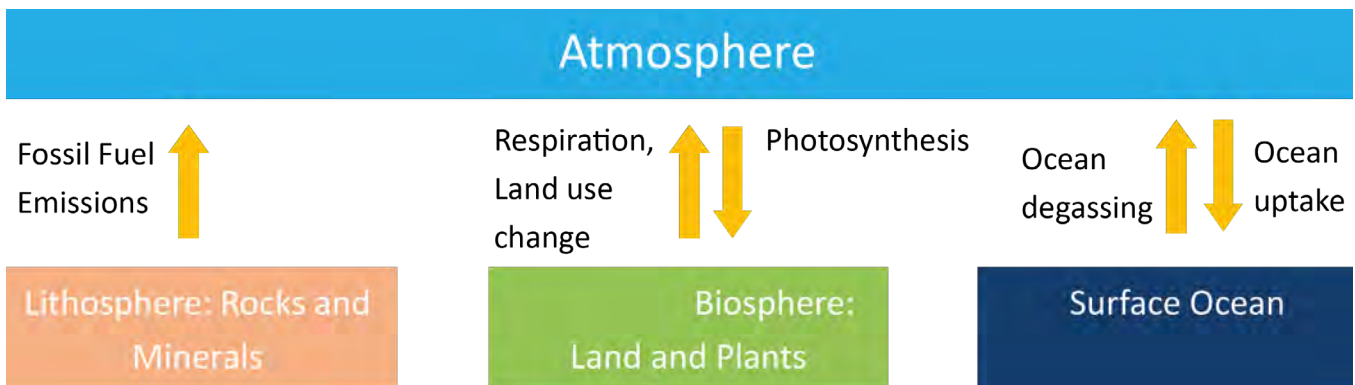 Atmosphere
Fossil Fuel
Emissions
Respiration,
Land use
change
Photosynthesis
Ocean
degassing
Ocean
uptake
Lithosphere: Rocks and
Minerals
Biosphere:
Land and Plants
Surface Ocean